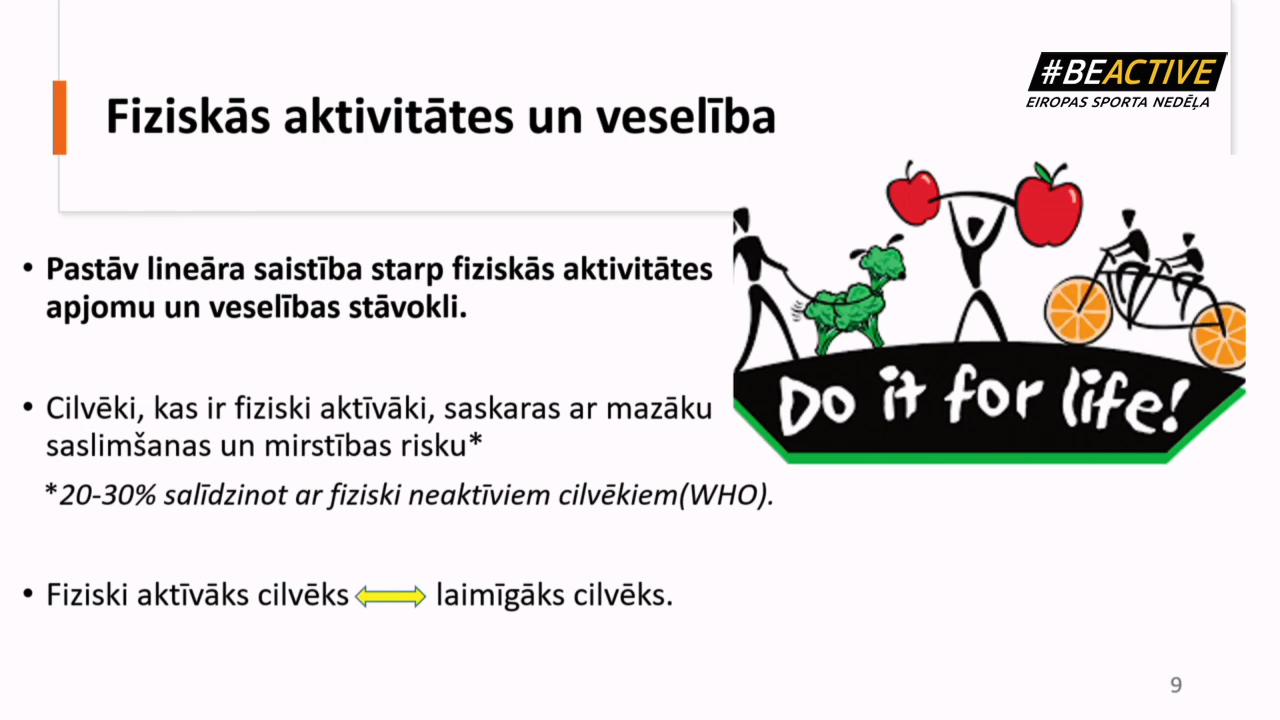 #BEACTIVE
EIROPAS SPORTA NEDĒĻA
Fiziskās aktivitātes un veselība
• Pastāv lineāra saistība starp fiziskās aktivitātes
apjomu un veselības stāvokli.
Do it for life!
• Cilvēki, kas ir fiziski aktīvāki, saskaras ar mazāku
saslimšanas un mirstības risku*
*20-30% salīdzinot ar fiziski neaktīviem cilvēkiem(WHO).
• Fiziski aktīvāks cilvēks laimīgāks cilvēks.
9